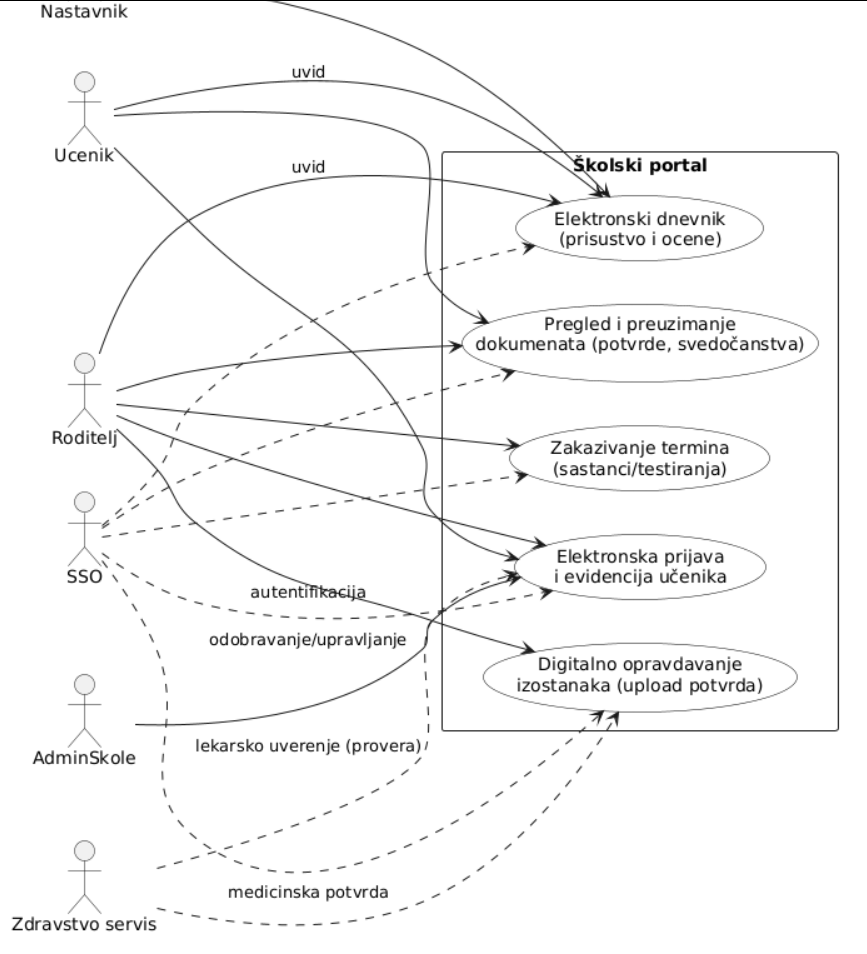 Nastavnik
uvid
Ucenik
uvid
Školski portal
Elektronski dnevnik
(prisustvo i ocene)
Pregled i preuzimanje
dokumenata (potvrde, svedočanstva)
Roditelj
Zakazivanje termina
(sastanci/testiranja)
SSO
Elektronska prijava
i evidencija učenika
autentifikacija
odobravanje/upravljanje
Digitalno opravdavanje
izostanaka (upload potvrda)
AdminSkole
lekarsko uverenje (provera)
medicinska potvrda
Zdravstvo servis